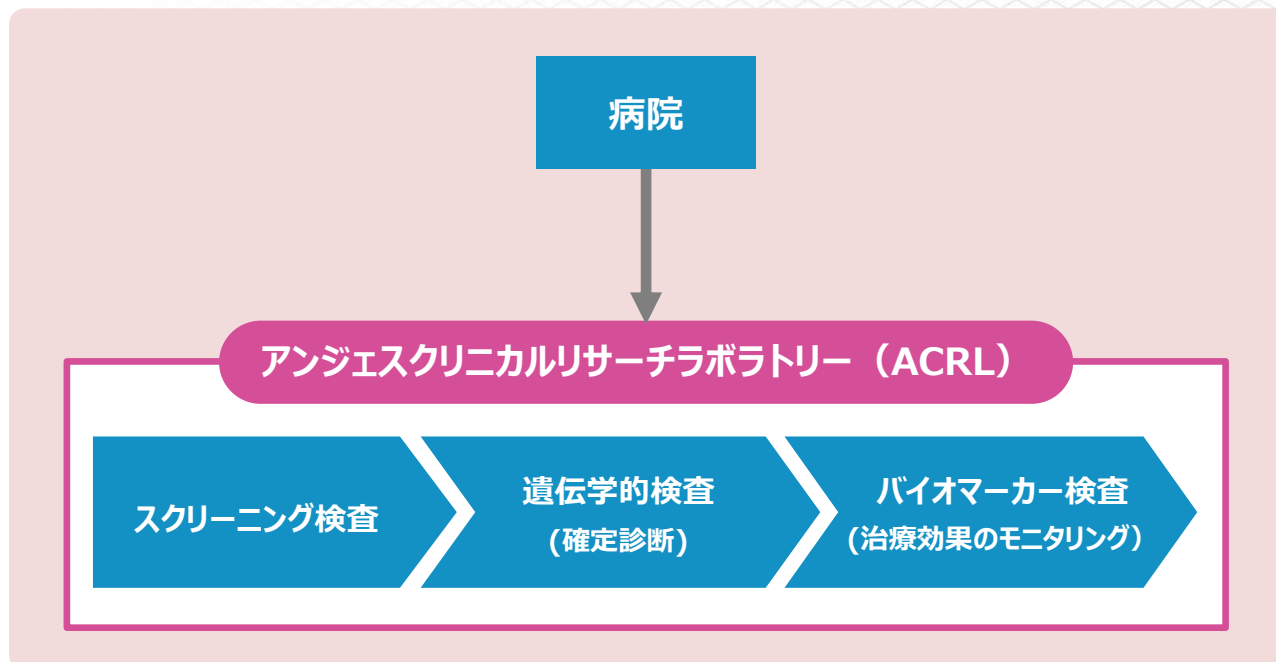 病院
アンジェスクリニカルリサーチラボラトリー（ACRL）
スクリーニング検査
遺伝学的検査
(確定診断)
バイオマーカー検査
(治療効果のモニタリング）